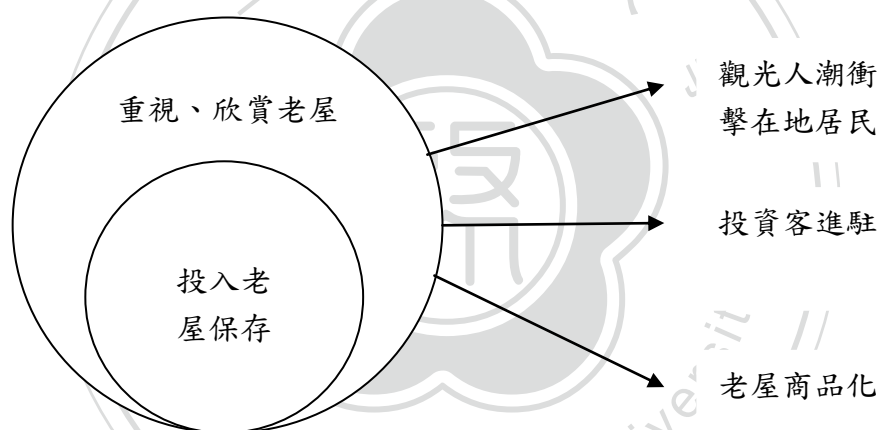 重視、欣賞老屋
投入老
屋保存
觀光人潮衝
擊在地居民
投資客進駐
老屋商品化